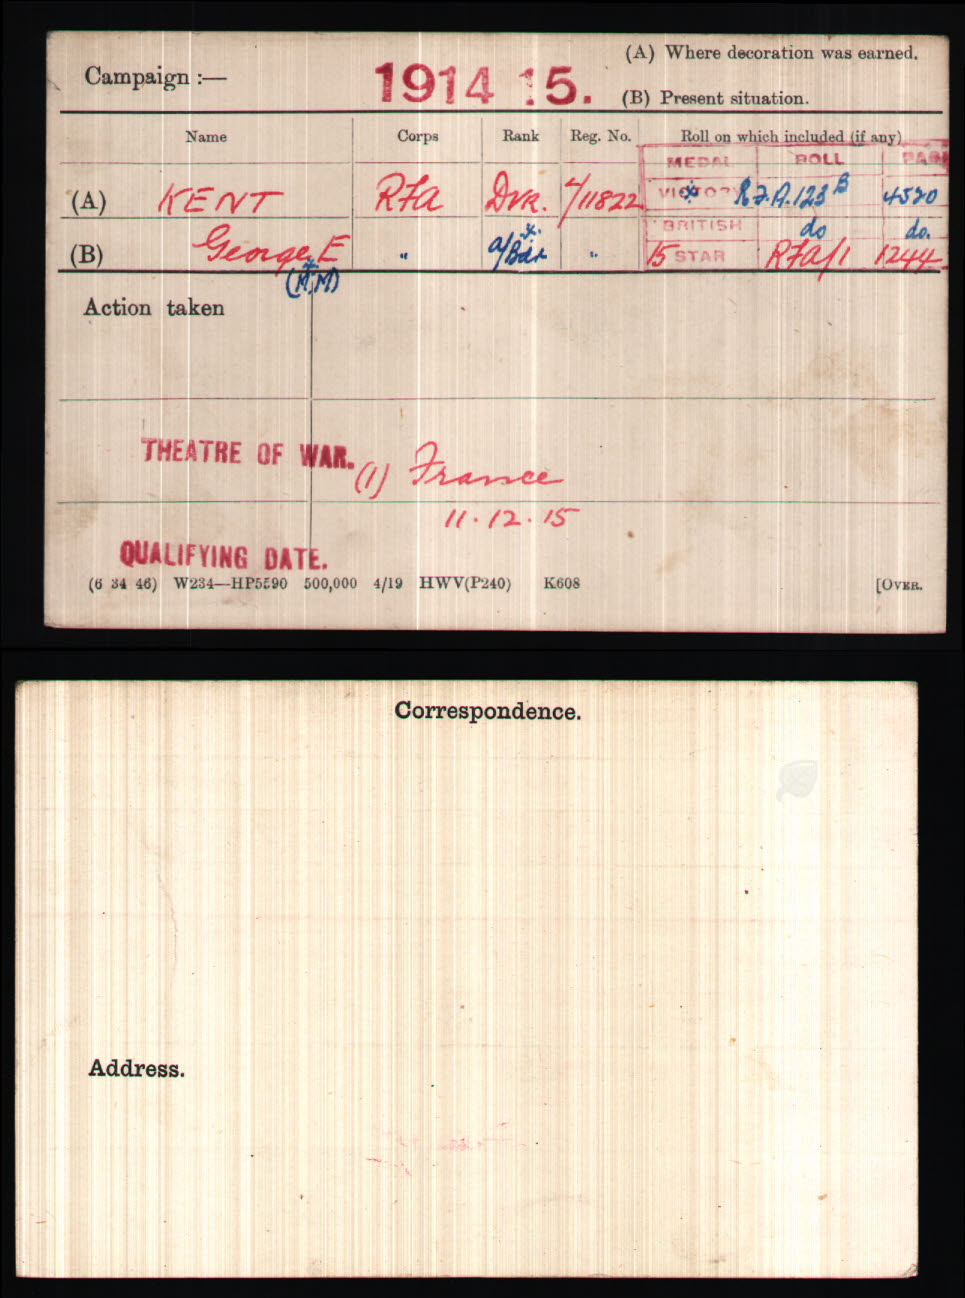 Campaign :— 1914 15. (A) Where decoration was earned.
(B) Present situation.
Name Corps Rank Reg. No. Roll on which included (if any)
MEDAL ROLL PAGE
(A) KENT RFA Dvr. 4/11822 VICTORY * R.F.A. 123 B 4520
BRITISH do do.
(B) George E " a/Bdr * " 15 STAR RFA/1 1244
* (M.M)
Action taken
THEATRE OF WAR. (1) France
11.12.15
QUALIFYING DATE.
(6 34 46) W234—HP5590 500,000 4/19 HWV(P240) K608 [OVER.
Correspondence.
Address.